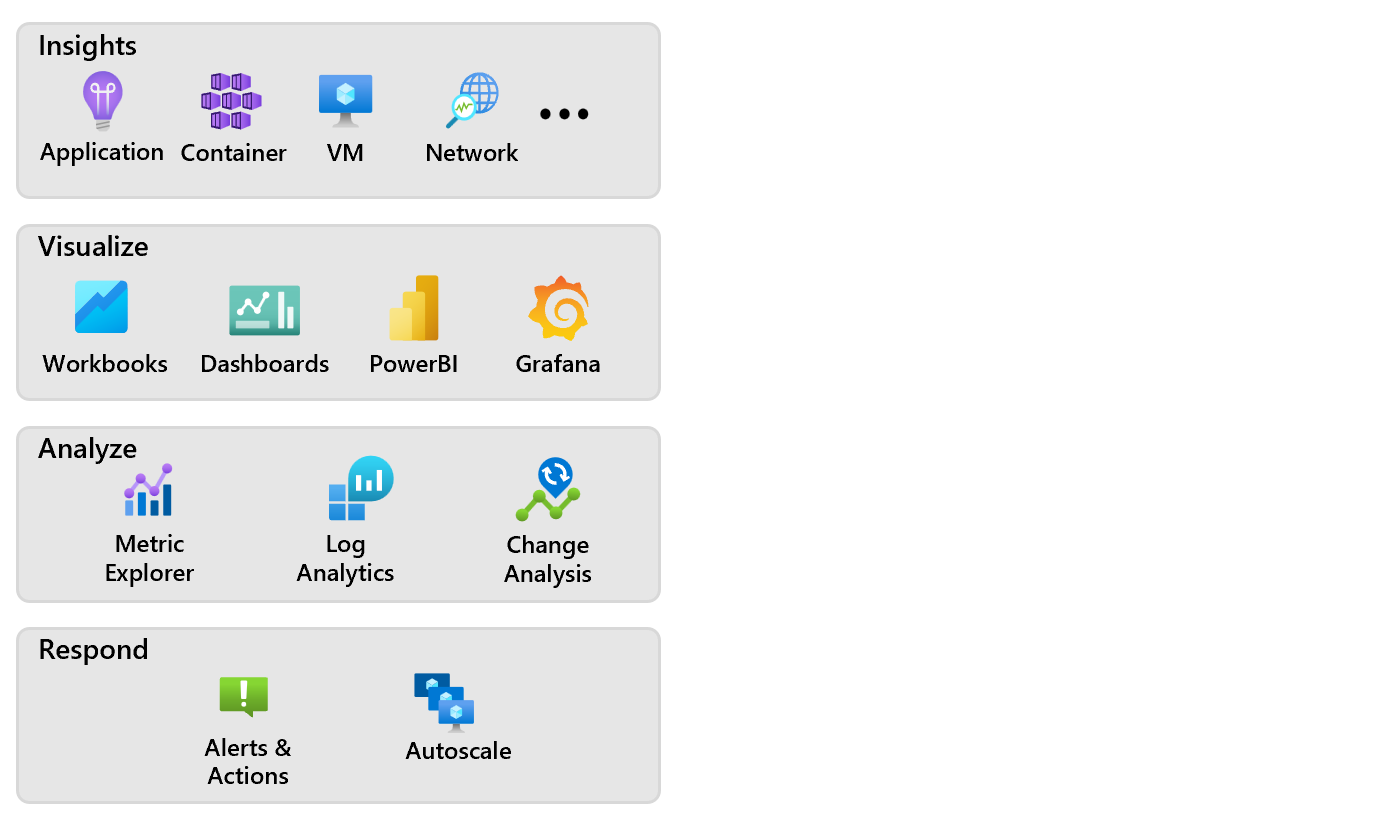 Insights
Application Container VM Network
Visualize
Workbooks Dashboards PowerBI Grafana
Analyze
Metric Log Change
Explorer Analytics Analysis
Respond
Alerts & Autoscale
Actions